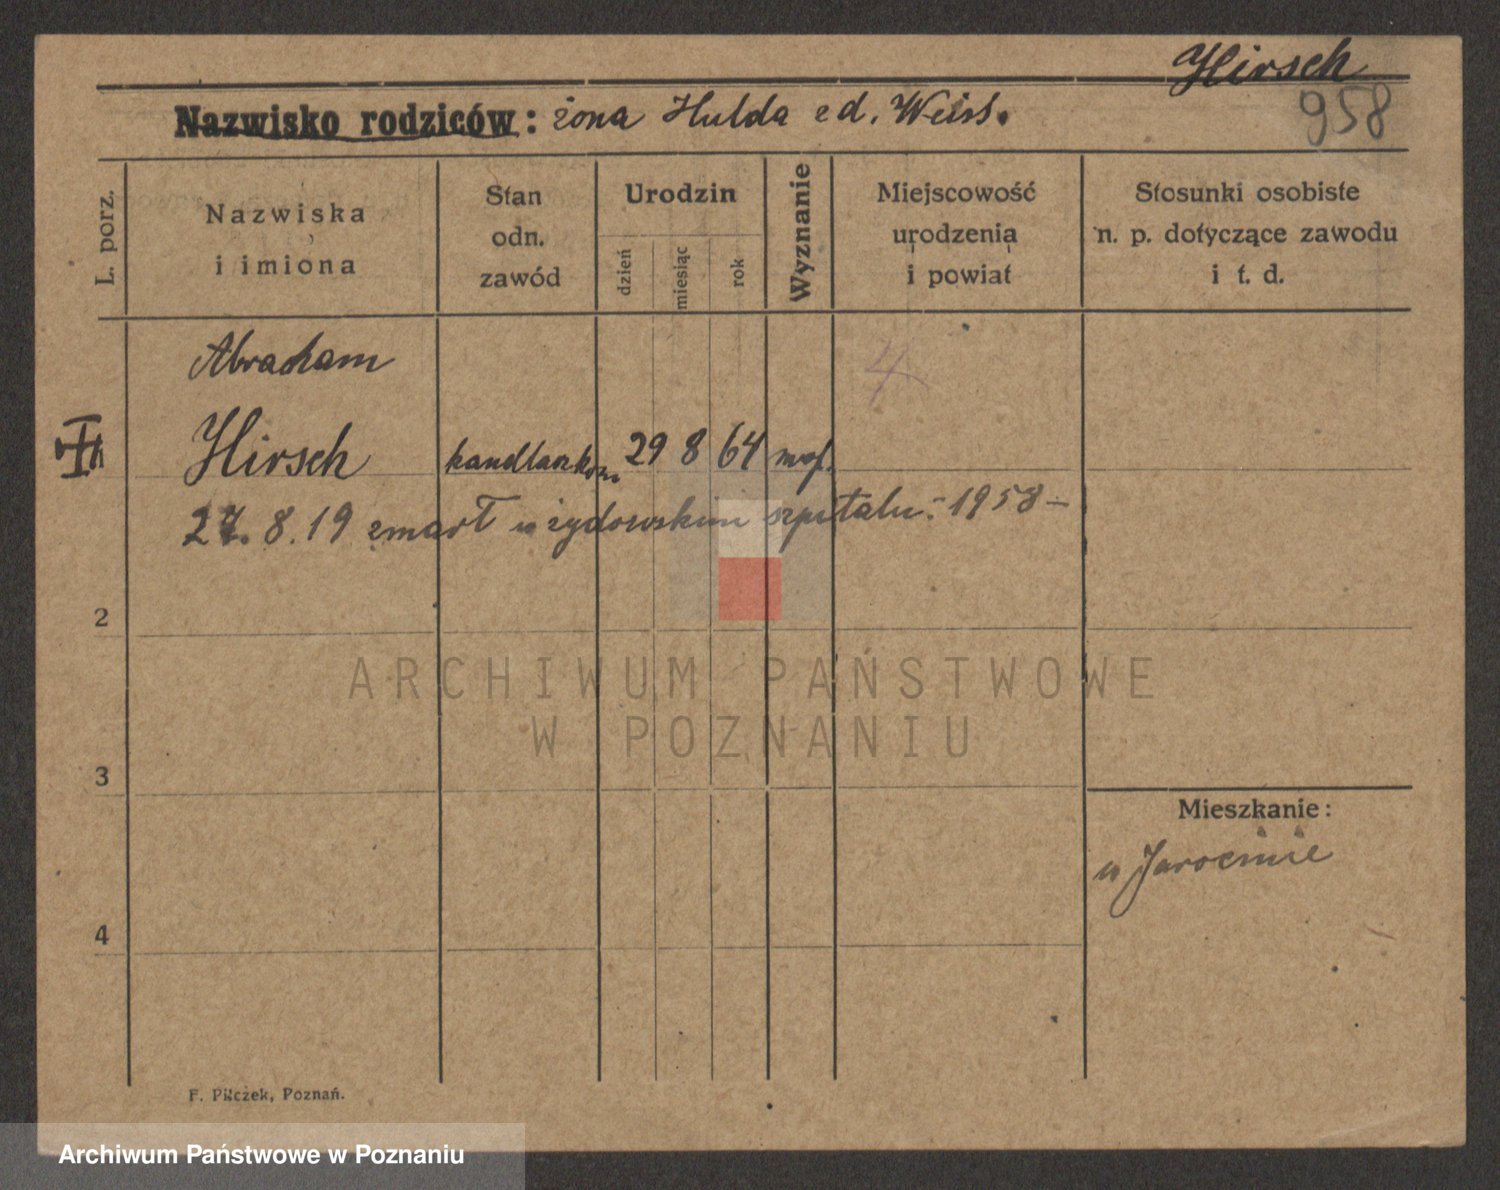 Hirsch
958
Nazwisko rodziców: żona Hulda zd. Weiss.
L. porz.
Nazwiska
i imiona
Stan
odn.
zawód
Urodzin
dzień
miesiąc
rok
Wyznanie
Miejscowość
urodzenia
i powiat
Stosunki osobiste
n. p. dotyczące zawodu
i t. d.
Abraham
4
Hirsch 29 8 64 moj.
27. 8. 19 zmarł w żydowskim szpitalu - 1958 -
2
ARCHIWUM PAŃSTWOWE
W POZNANIU
3
Mieszkanie:
w Jarocinie
4
F. Pilczek, Poznań.
Archiwum Państwowe w Poznaniu